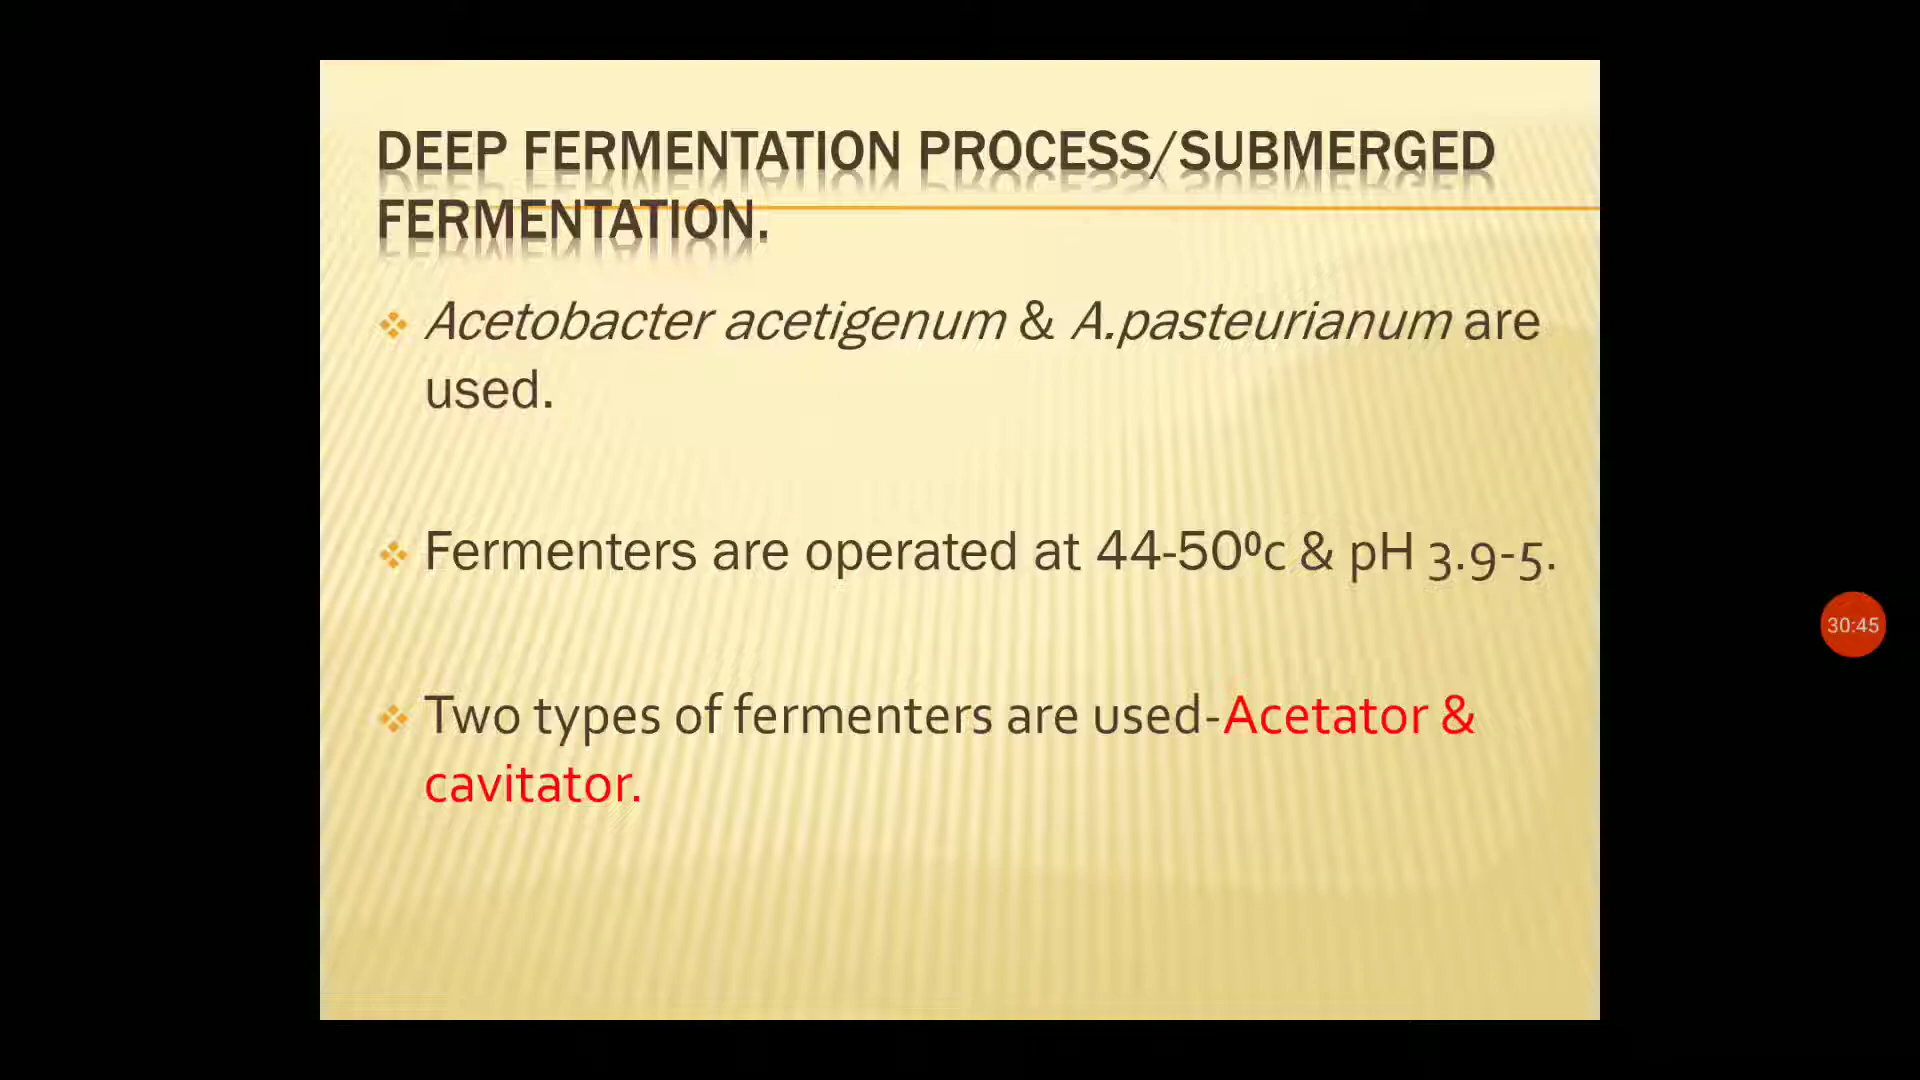 DEEP FERMENTATION PROCESS/SUBMERGED
FERMENTATION.
Acetobacter acetigenum & A.pasteurianum are
used.
Fermenters are operated at 44-50⁰c & pH 3.9-5.
Two types of fermenters are used-Acetator &
cavitator.
30:45